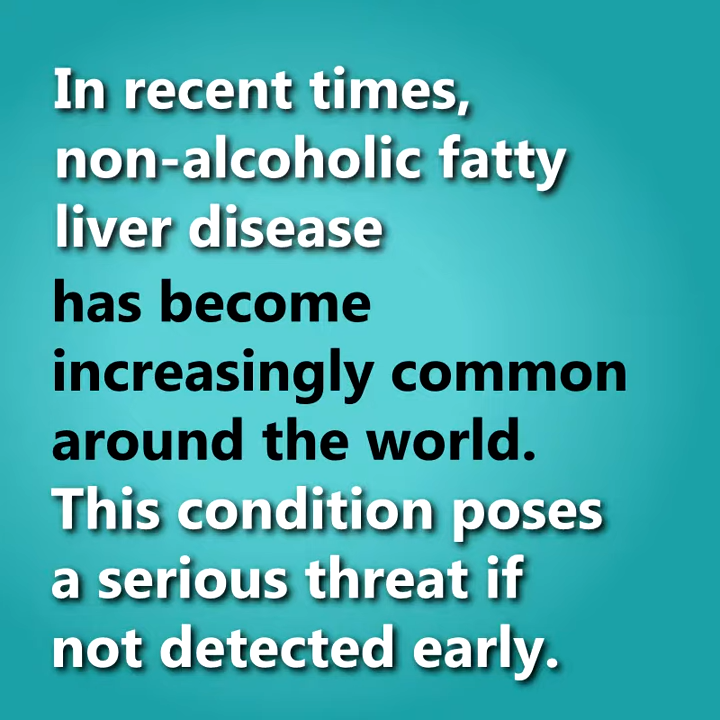 In recent times,
non-alcoholic fatty
liver disease
has become
increasingly common
around the world.
This condition poses
a serious threat if
not detected early.